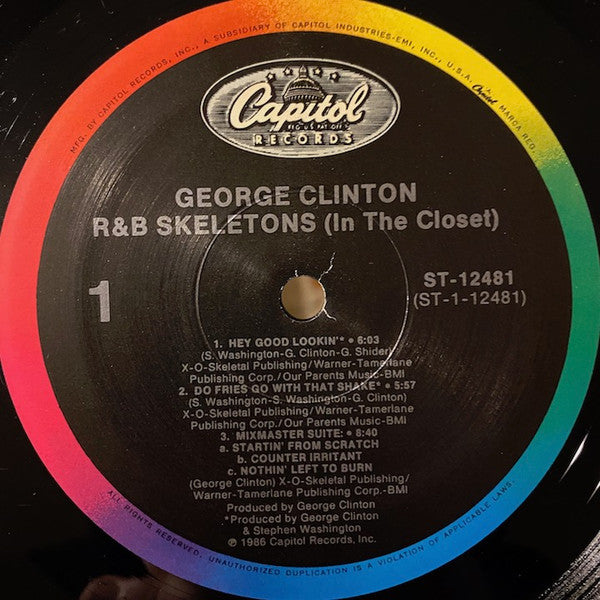 MFG. BY CAPITOL RECORDS, INC., A SUBSIDIARY OF CAPITOL INDUSTRIES-EMI, INC., U.S.A. Capitol MARCA REG.
Capitol
REG. U.S. PAT. OFF.
RECORDS
GEORGE CLINTON
R&B SKELETONS (In The Closet)
1
ST-12481
(ST-1-12481)
1. HEY GOOD LOOKIN'* • 6:03
(S. Washington-G. Clinton-G. Shider)
X-O-Skeletal Publishing/Warner-Tamerlane
Publishing Corp./Our Parents Music-BMI
2. DO FRIES GO WITH THAT SHAKE* • 5:57
(S. Washington-S. Washington-G. Clinton)
X-O-Skeletal Publishing/Warner-Tamerlane
Publishing Corp./Our Parents Music-BMI
3. MIXMASTER SUITE: • 8:40
a. STARTIN' FROM SCRATCH
b. COUNTER IRRITANT
c. NOTHIN' LEFT TO BURN
(George Clinton) X-O-Skeletal Publishing/
Warner-Tamerlane Publishing Corp.-BMI
Produced by George Clinton
*Produced by George Clinton
& Stephen Washington
℗ 1986 Capitol Records, Inc.
ALL RIGHTS RESERVED. UNAUTHORIZED DUPLICATION IS A VIOLATION OF APPLICABLE LAWS.